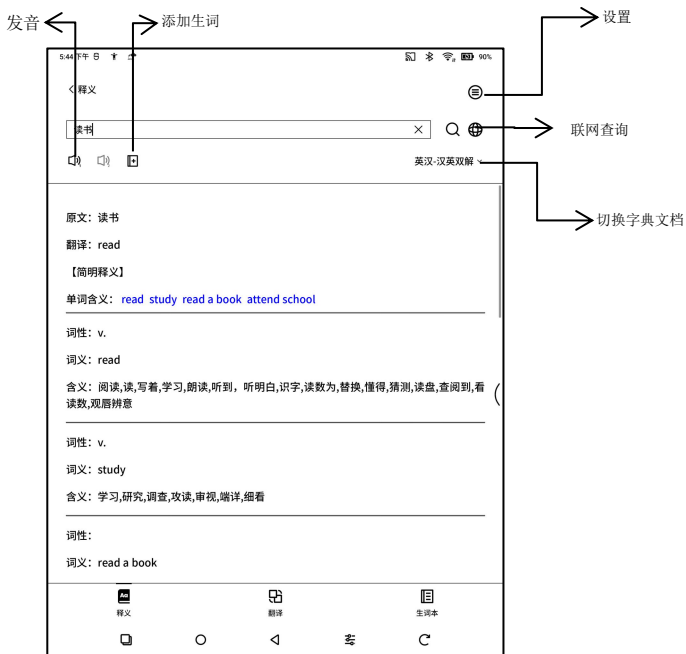 发音
添加生词
设置
5:44 下午
90%
释义
读书
联网查询
英汉-汉英双解
切换字典文档
原文：读书
翻译：read
【简明释义】
单词含义： read study read a book attend school
词性：v.
词义：read
含义：阅读,读,写着,学习,朗读,听到，听明白,识字,读数为,替换,懂得,猜测,读盘,查阅到,看
读数,观唇辨意
词性：v.
词义：study
含义：学习,研究,调查,攻读,审视,端详,细看
词性：
词义：read a book
Aa
释义
翻译
生词本